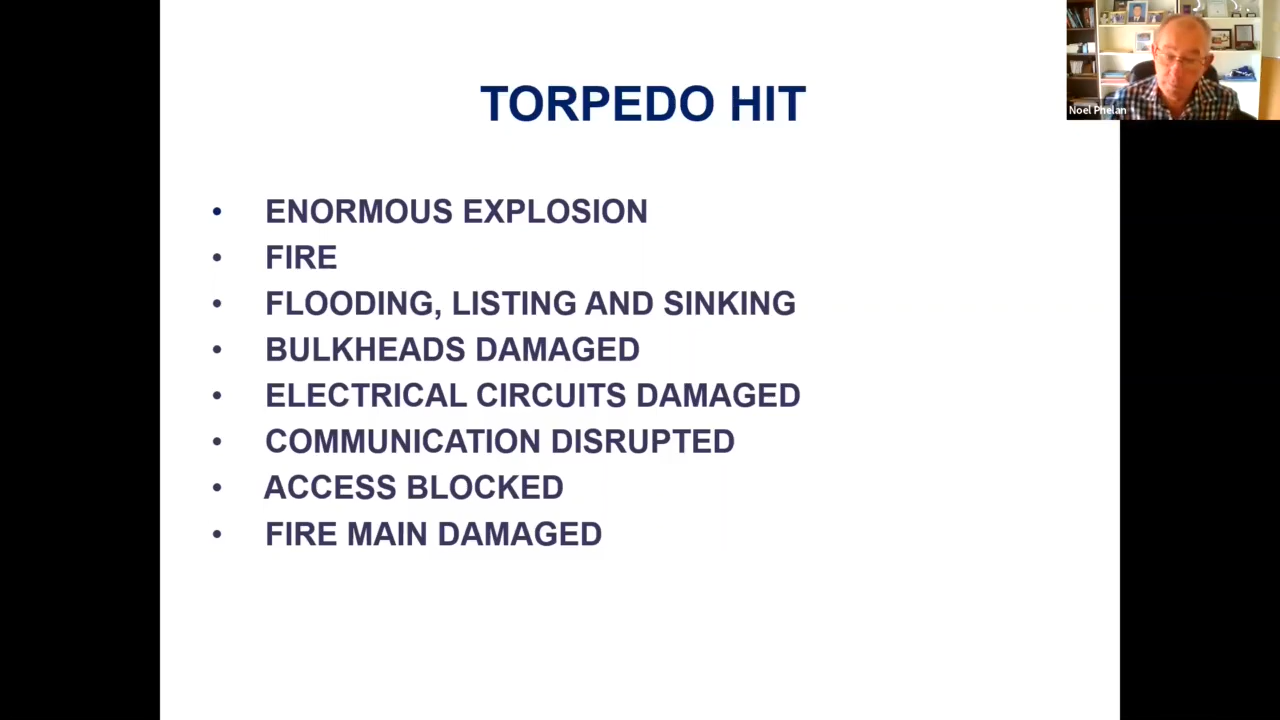 TORPEDO HIT
Noel Phelan
• ENORMOUS EXPLOSION
• FIRE
• FLOODING, LISTING AND SINKING
• BULKHEADS DAMAGED
• ELECTRICAL CIRCUITS DAMAGED
• COMMUNICATION DISRUPTED
• ACCESS BLOCKED
• FIRE MAIN DAMAGED